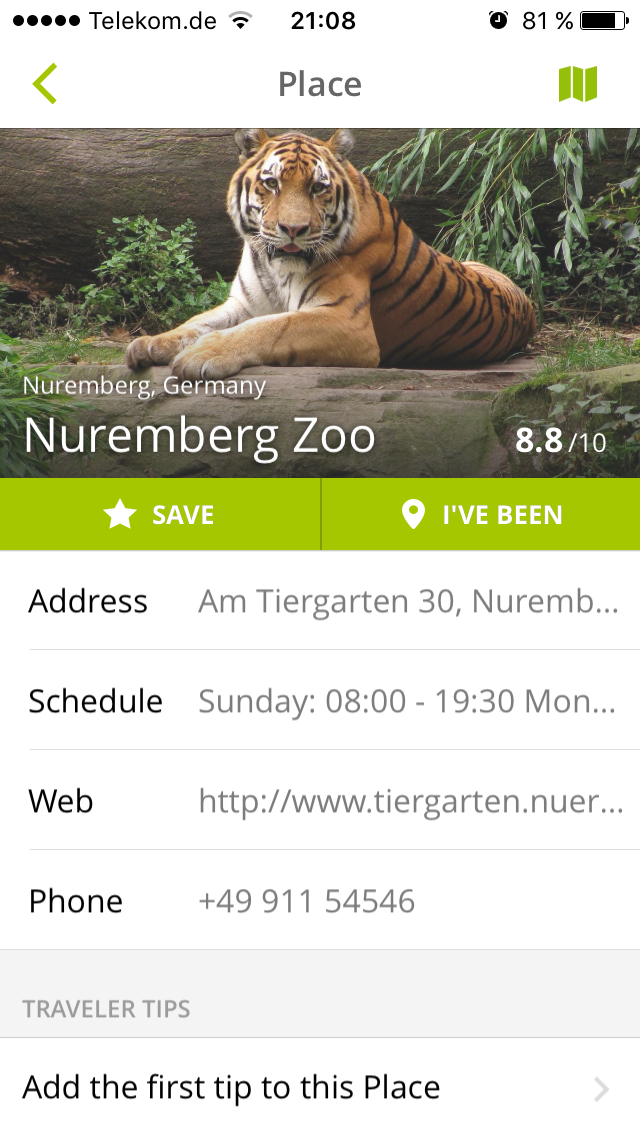 Telekom.de 21:08 81 %
Place
Nuremberg, Germany
Nuremberg Zoo 8.8/10
SAVE I'VE BEEN
Address Am Tiergarten 30, Nuremb...
Schedule Sunday: 08:00 - 19:30 Mon...
Web http://www.tiergarten.nuer...
Phone +49 911 54546
TRAVELER TIPS
Add the first tip to this Place